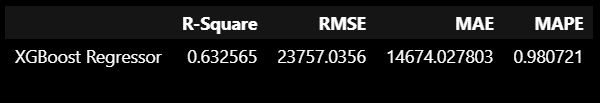 R-Square RMSE MAE MAPE
XGBoost Regressor 0.632565 23757.0356 14674.027803 0.980721